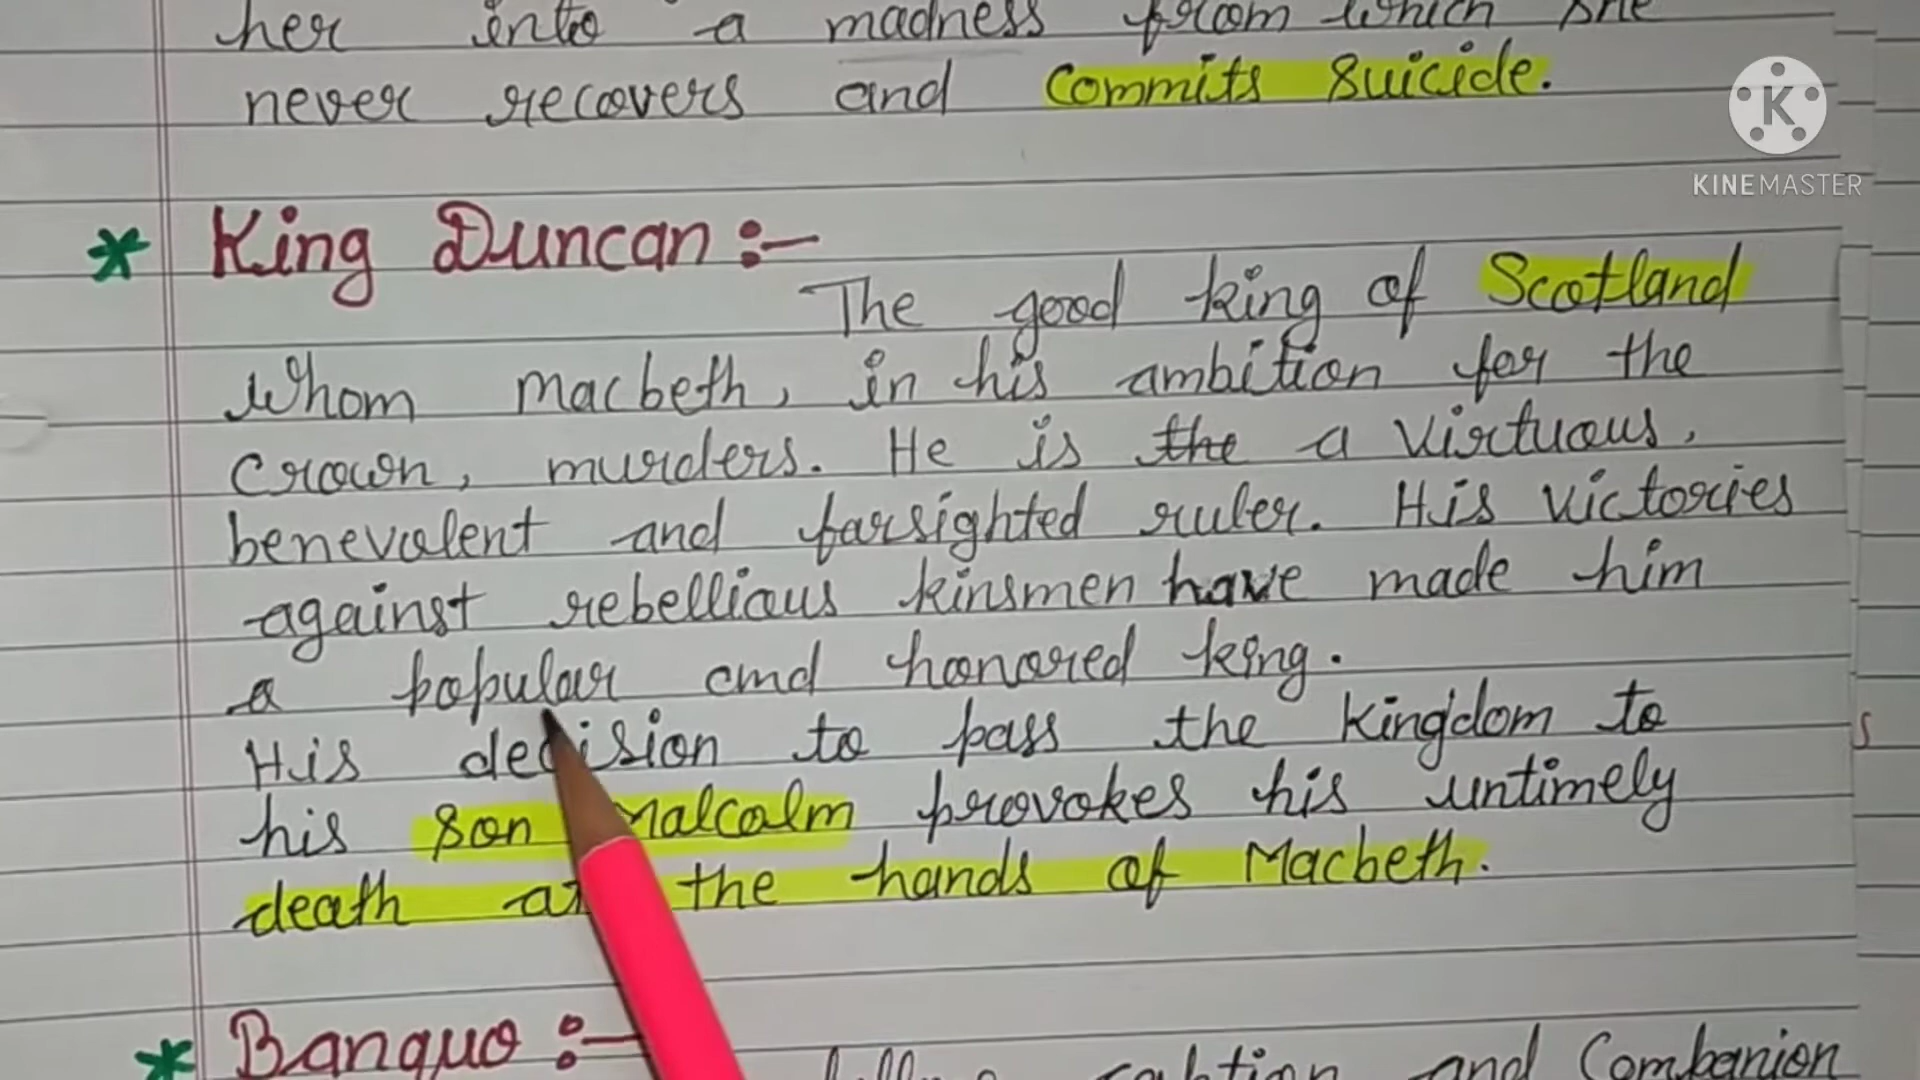 her into a madness from which she
never recovers and Commits Suicide.
K
KINEMASTER
* King Duncan :-
The good king of Scotland
whom macbeth, in his ambition for the
Crown, murders. He is the a virtuous,
benevolent and farsighted ruler. His victories
against rebellious kinsmen have made him
a popular and honored king.
His decision to pass the Kingdom to
his son Malcolm provokes his untimely
death at the hands of Macbeth.
s
* Banquo :-
and Companion